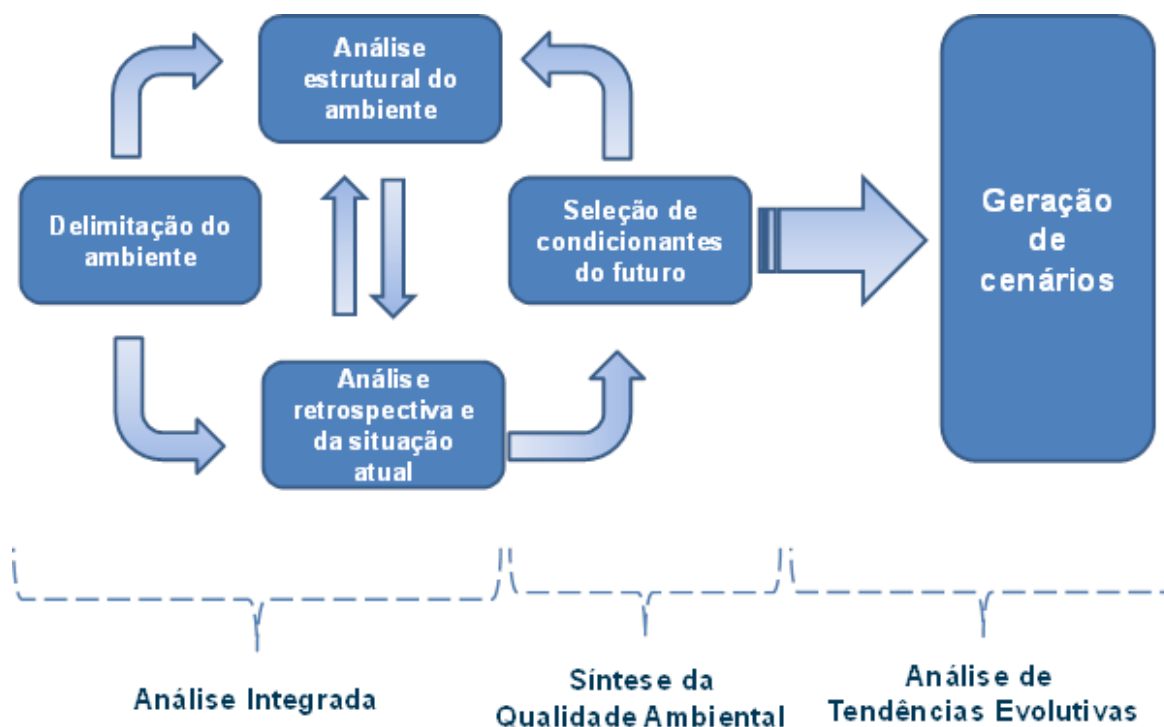 Análise
estrutural do
ambiente
Delimitação do
ambiente
Seleção de
condicionantes
do futuro
Geração
de
cenários
Análise
retrospectiva e
da situação
atual
Análise Integrada
Síntese da
Qualidade Ambiental
Análise de
Tendências Evolutivas